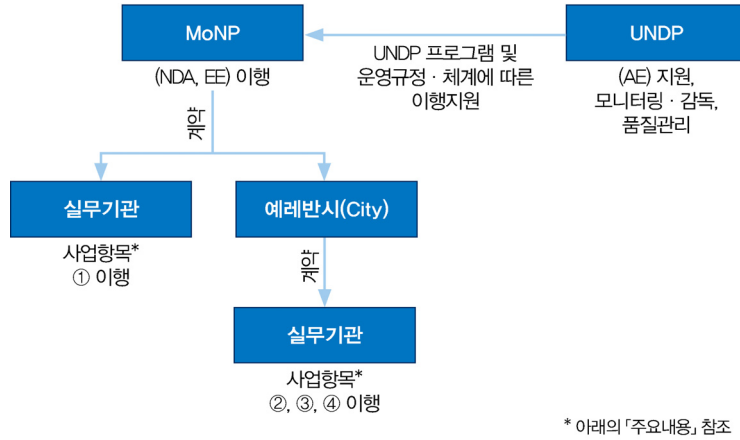 MoNP
UNDP
(NDA, EE) 이행
UNDP 프로그램 및
운영규정 · 체계에 따른
이행지원
(AE) 지원,
모니터링 · 감독,
품질관리
계약
실무기관
예레반시(City)
사업항목*
① 이행
계약
실무기관
사업항목*
②, ③, ④ 이행
* 아래의 「주요내용」 참조